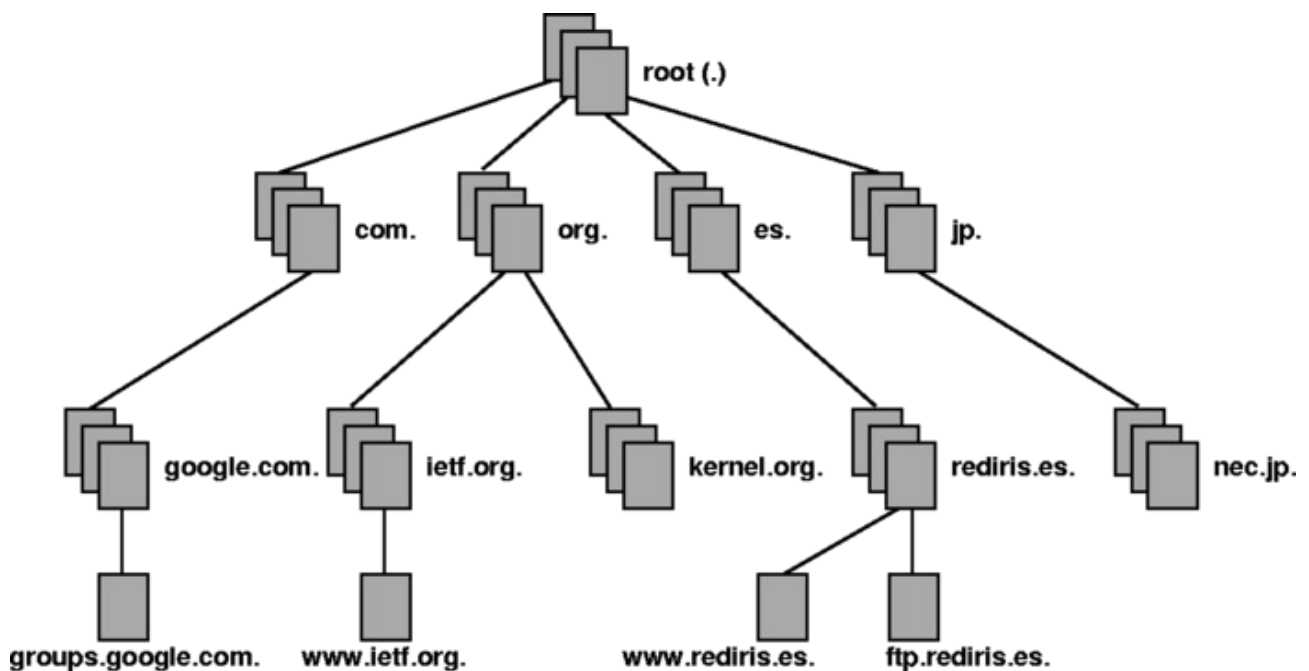 root (.)
com.
org.
es.
jp.
google.com.
ietf.org.
kernel.org.
rediris.es.
nec.jp.
groups.google.com.
www.ietf.org.
www.rediris.es.
ftp.rediris.es.